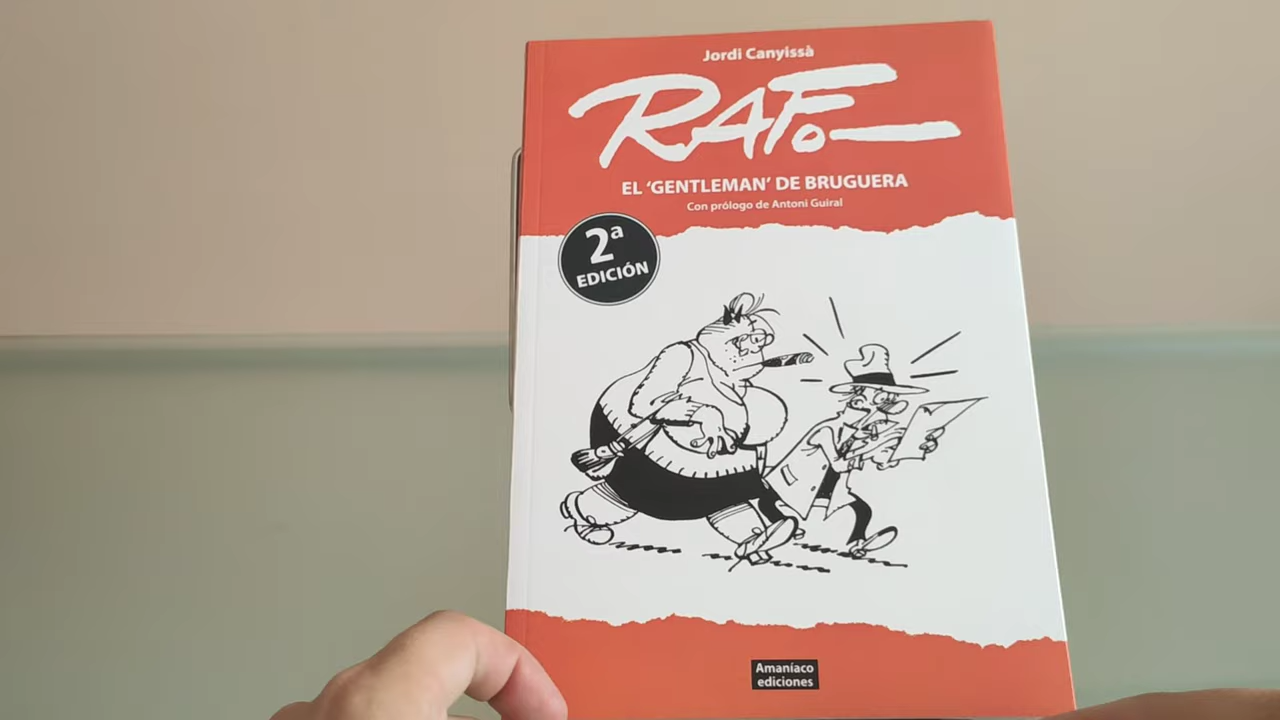 Jordi Canyissà
RAF
EL ‘GENTLEMAN’ DE BRUGUERA
Con prólogo de Antoni Guiral
2ª
EDICIÓN
Amaníaco
ediciones